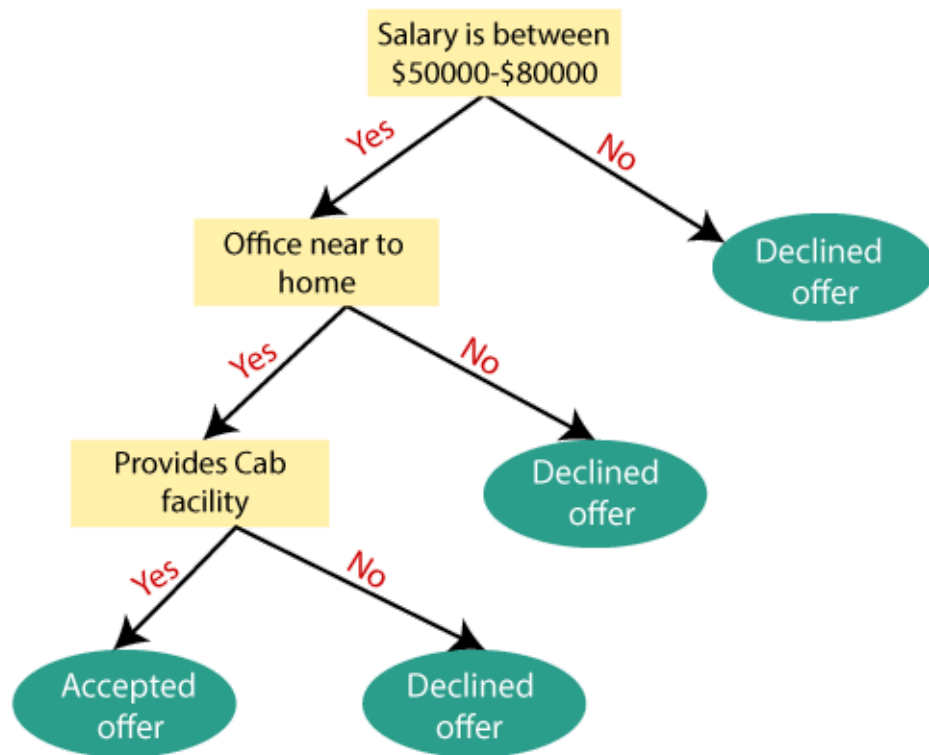 Salary is between
$50000-$80000
Yes
No
Office near to
home
Declined
offer
Yes
No
Provides Cab
facility
Declined
offer
Yes
No
Accepted
offer
Declined
offer